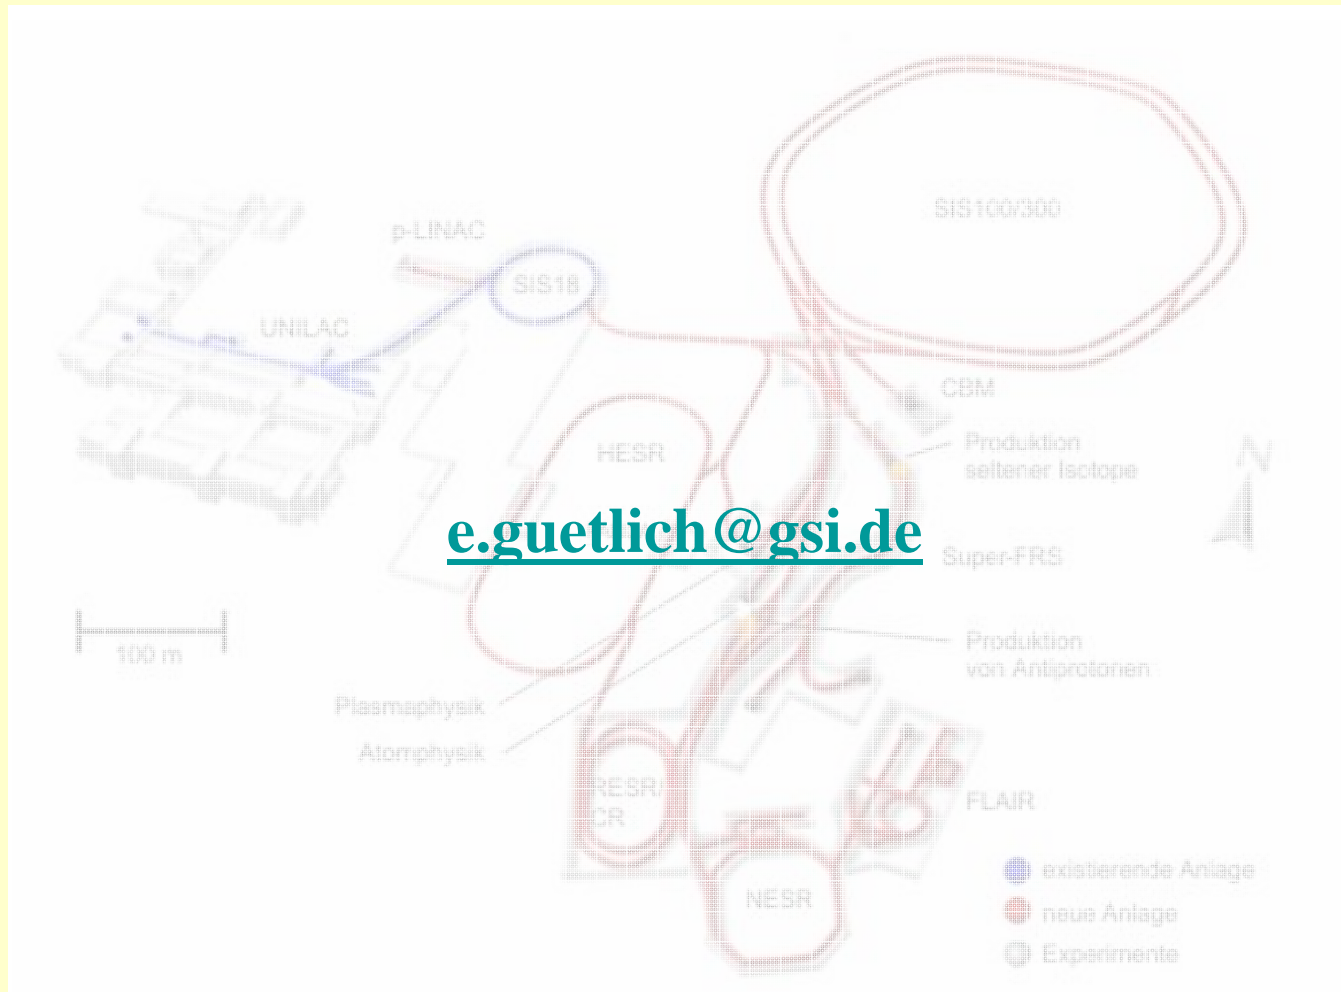 SIS100/300
p-LINAC
SIS18
UNILAC
CBM
Produktion
seltener Isotope
HESR
N
e.guetlich@gsi.de
Super-FRS
100 m
Produktion
von Antiprotonen
Plasmaphysik
Atomphysik
RESR/
CR
FLAIR
NESR
existierende Anlage
neue Anlage
Experimente